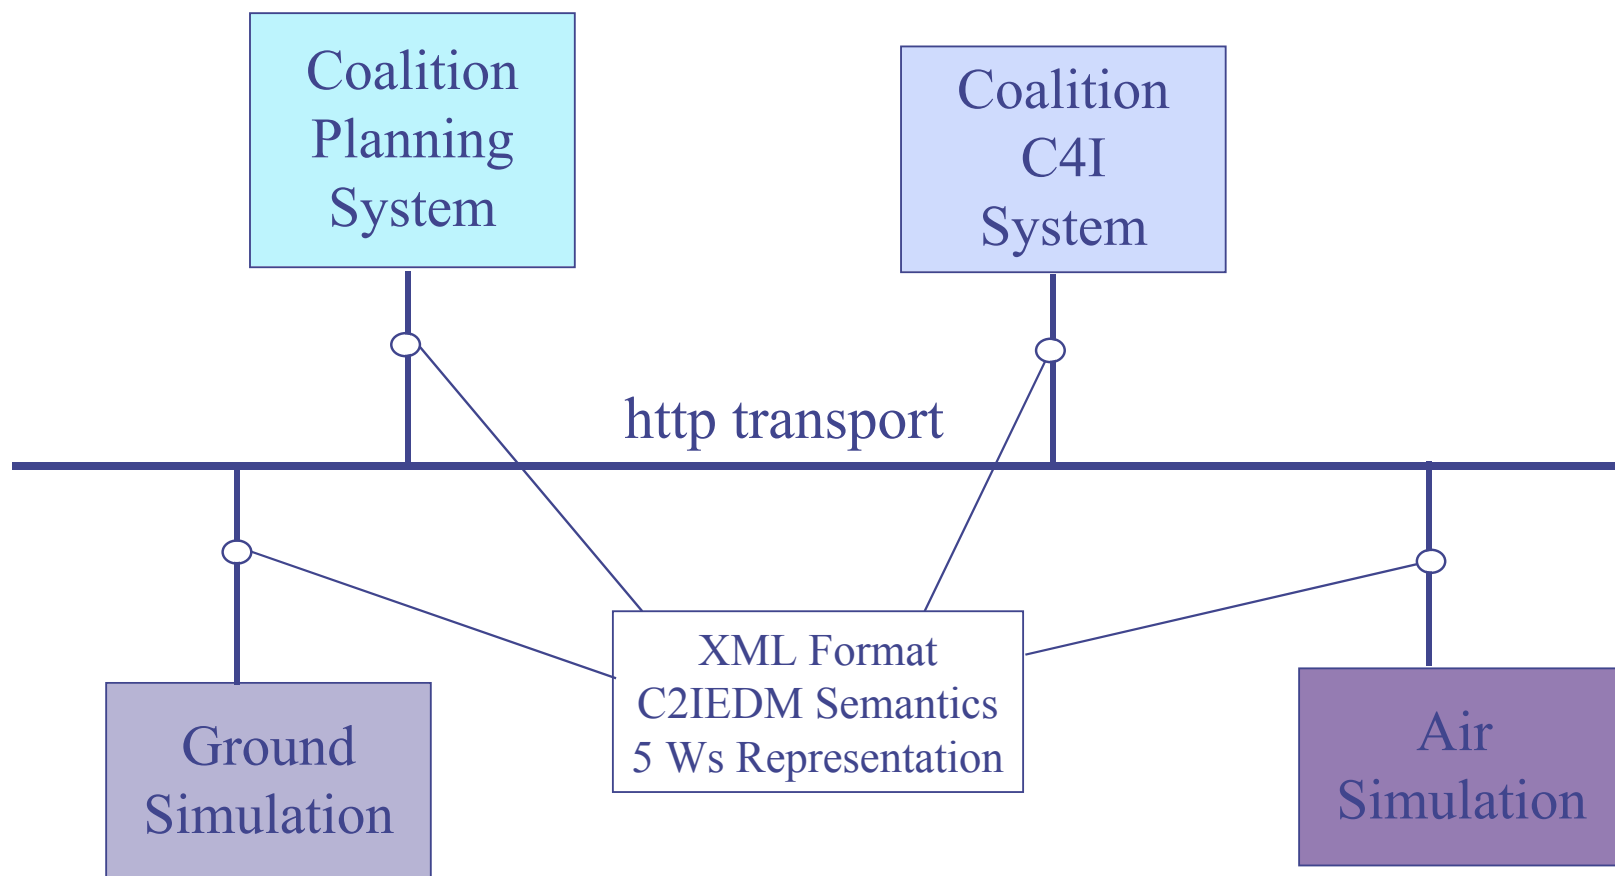 Coalition
Planning
System
Coalition
C4I
System
http transport
XML Format
C2IEDM Semantics
5 Ws Representation
Ground
Simulation
Air
Simulation